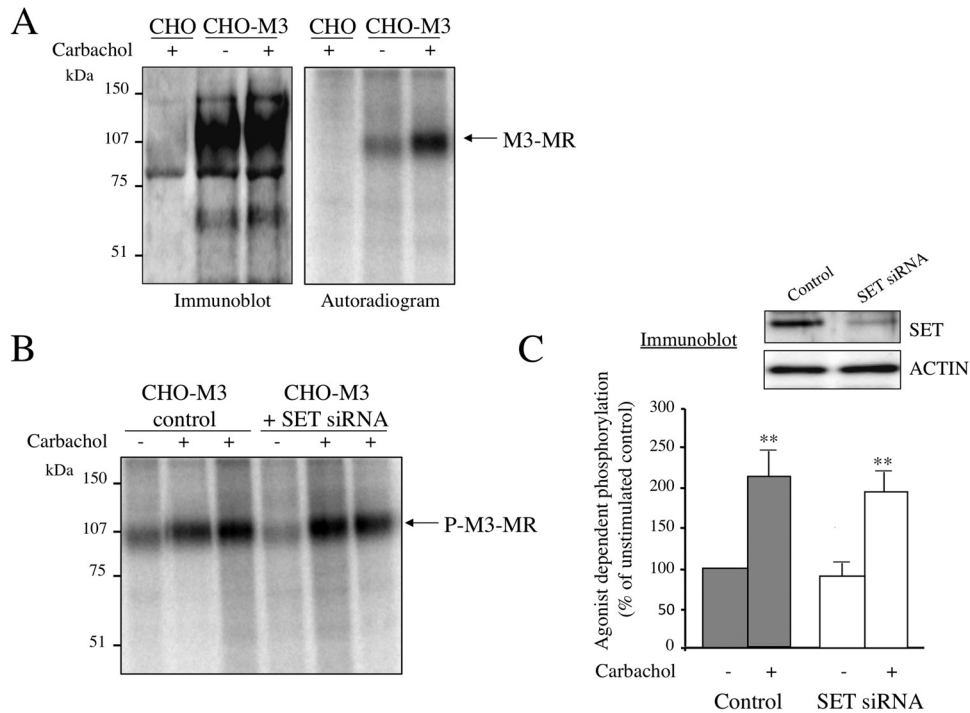 A
CHO CHO-M3 CHO CHO-M3
Carbachol + - + + - +
kDa
150
107
75
51
M3-MR
Immunoblot Autoradiogram
B
CHO-M3 control CHO-M3 + SET siRNA
Carbachol - + + - + +
kDa
150
107
75
51
P-M3-MR
C
Control SET siRNA
Immunoblot
SET
ACTIN
Agonist dependent phosphorylation
(% of unstimulated control)
300
250
200
150
100
50
0
** **
Carbachol - + - +
Control SET siRNA